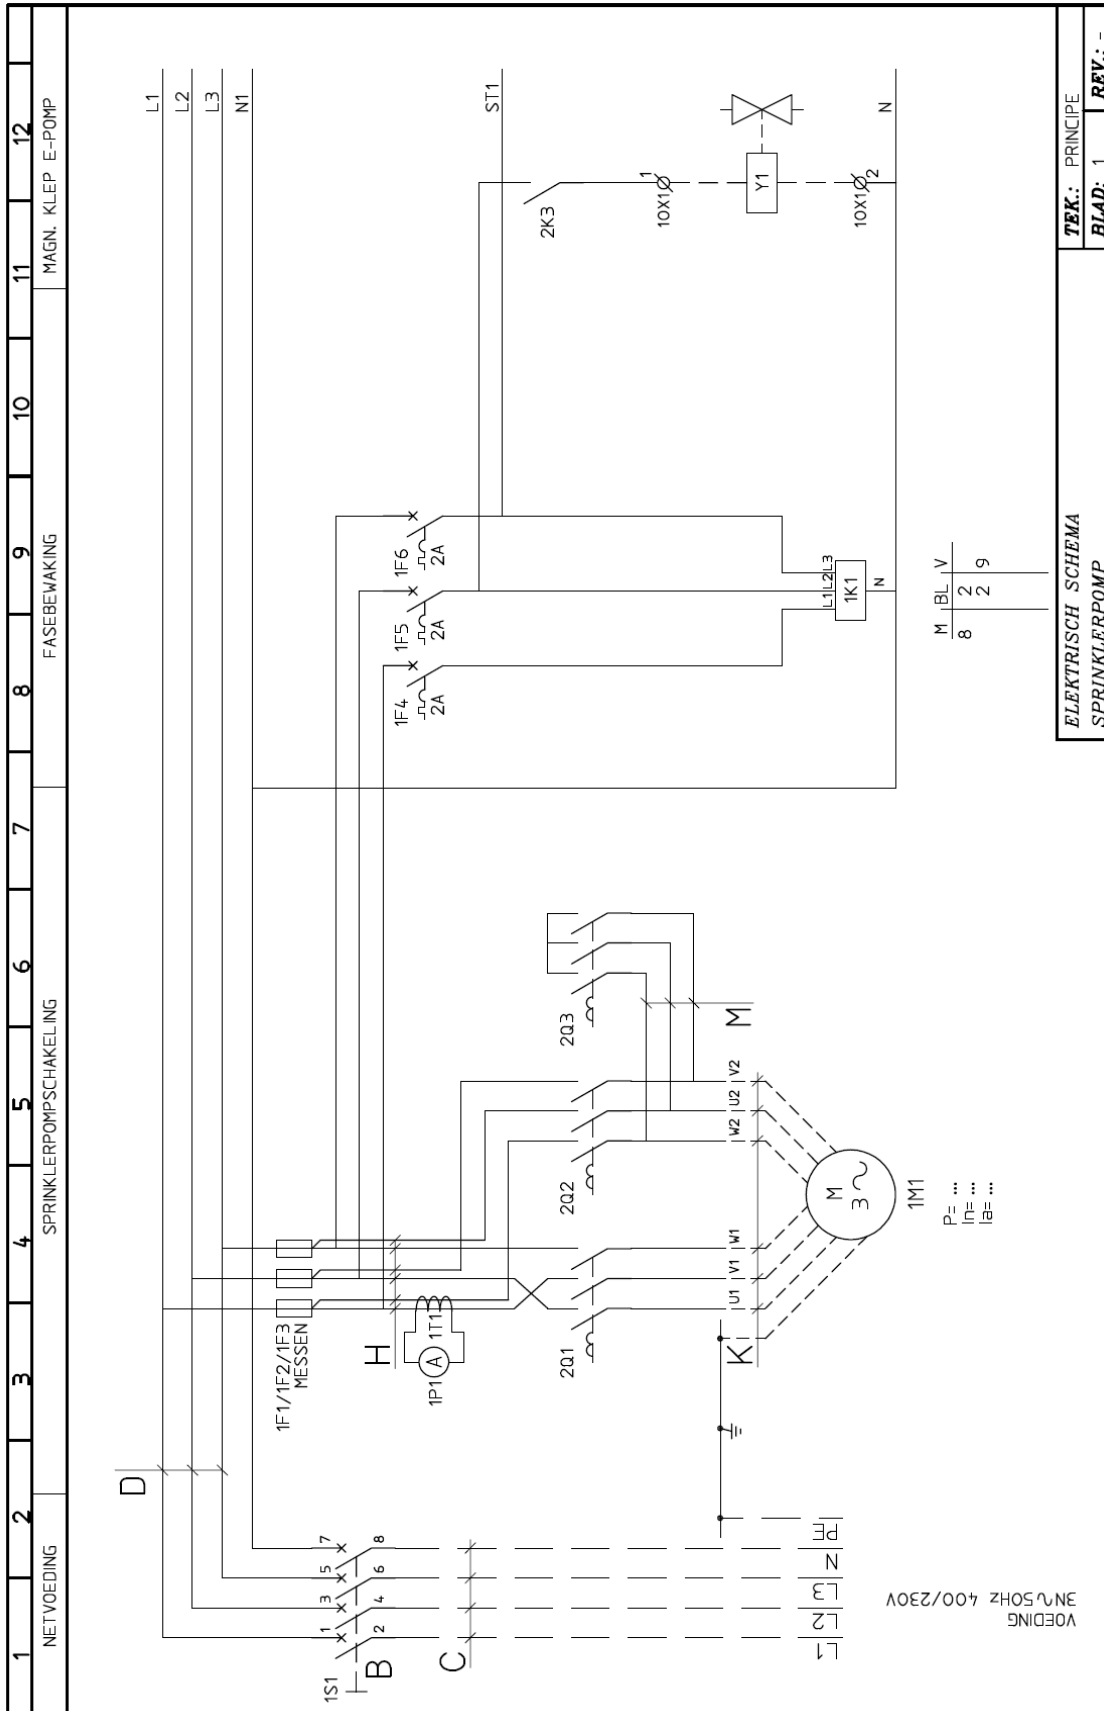 1 2 3 4 5 6 7 8 9 10 11 12
NETVOEDING
SPRINKLERPOMPSCHAKELING
FASEBEWAKING
MAGN. KLEP E-POMP
L1
L2
L3
N1
D
1F1/1F2/1F3
MESSEN
1S1
1
3
5
7
2
4
6
8
B
C
H
1P1
A
1T1
1F4
2A
1F5
2A
1F6
2A
ST1
2K3
10X1
1
Y1
10X1
2
N
2Q1
2Q2
2Q3
M
K
U1
V1
W1
W2
U2
V2
L1 L2 L3
1K1
N
L1
L2
L3
N
PE
M
3
1M1
P= ...
In= ...
Ia= ...
M BL V
8 2 9
2
VOEDING
3N∿50Hz 400/230V
ELEKTRISCH SCHEMA
SPRINKLERPOMP
TEK.: PRINCIPE
BLAD: 1
REV.: -